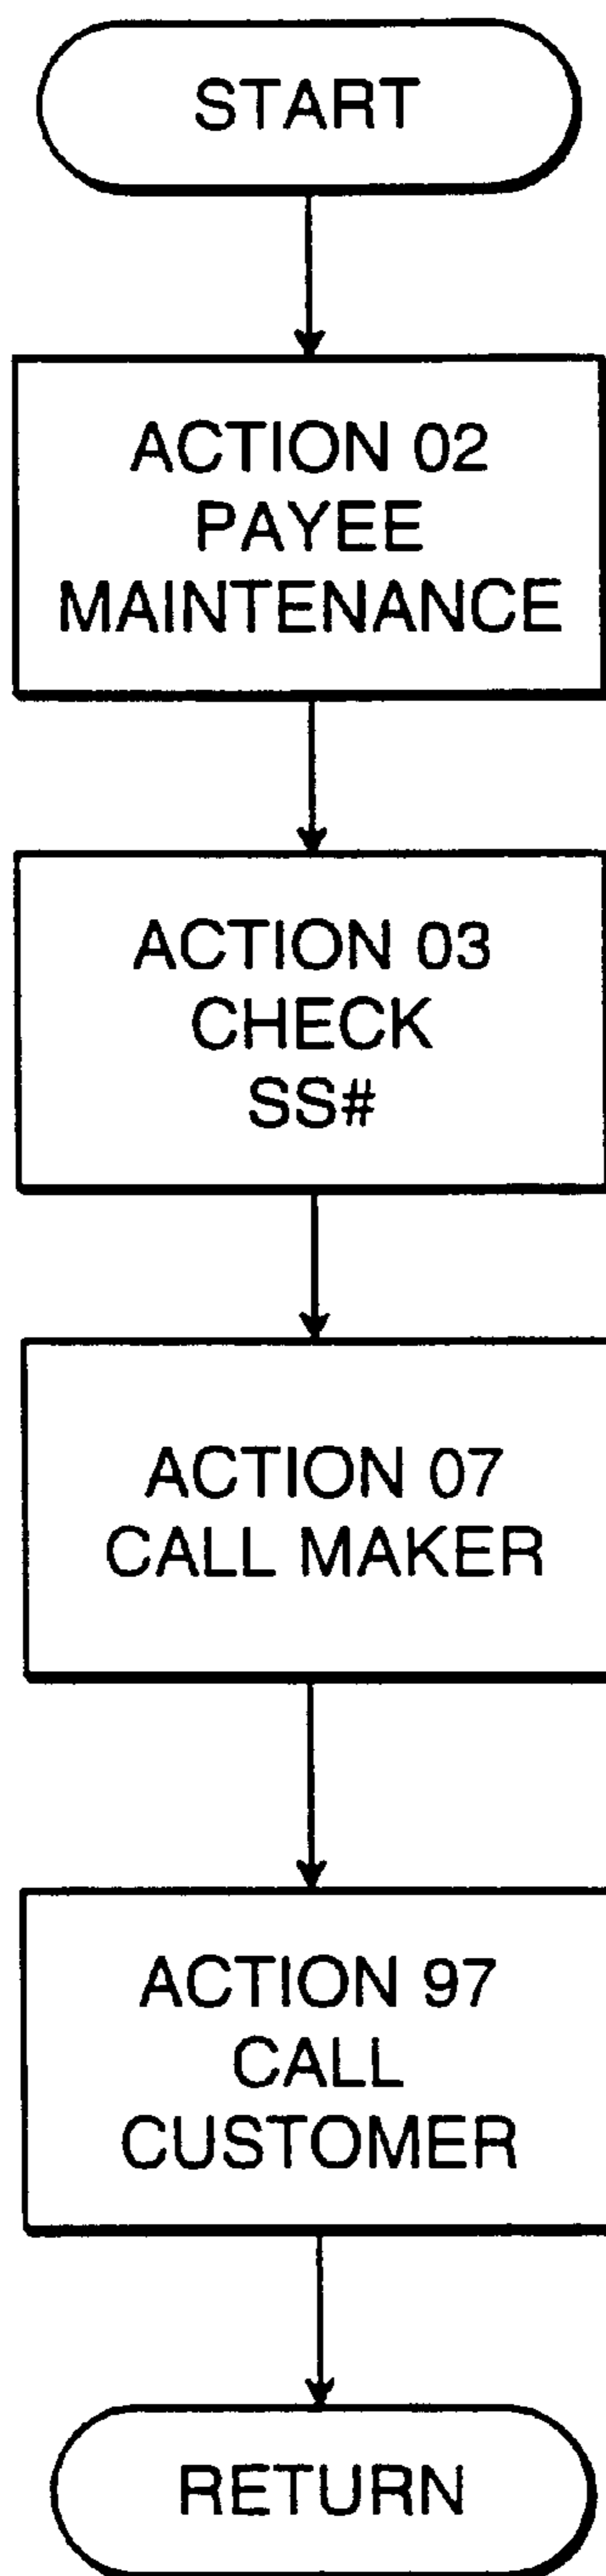 START
ACTION 02
PAYEE
MAINTENANCE
ACTION 03
CHECK
SS#
ACTION 07
CALL MAKER
ACTION 97
CALL
CUSTOMER
RETURN